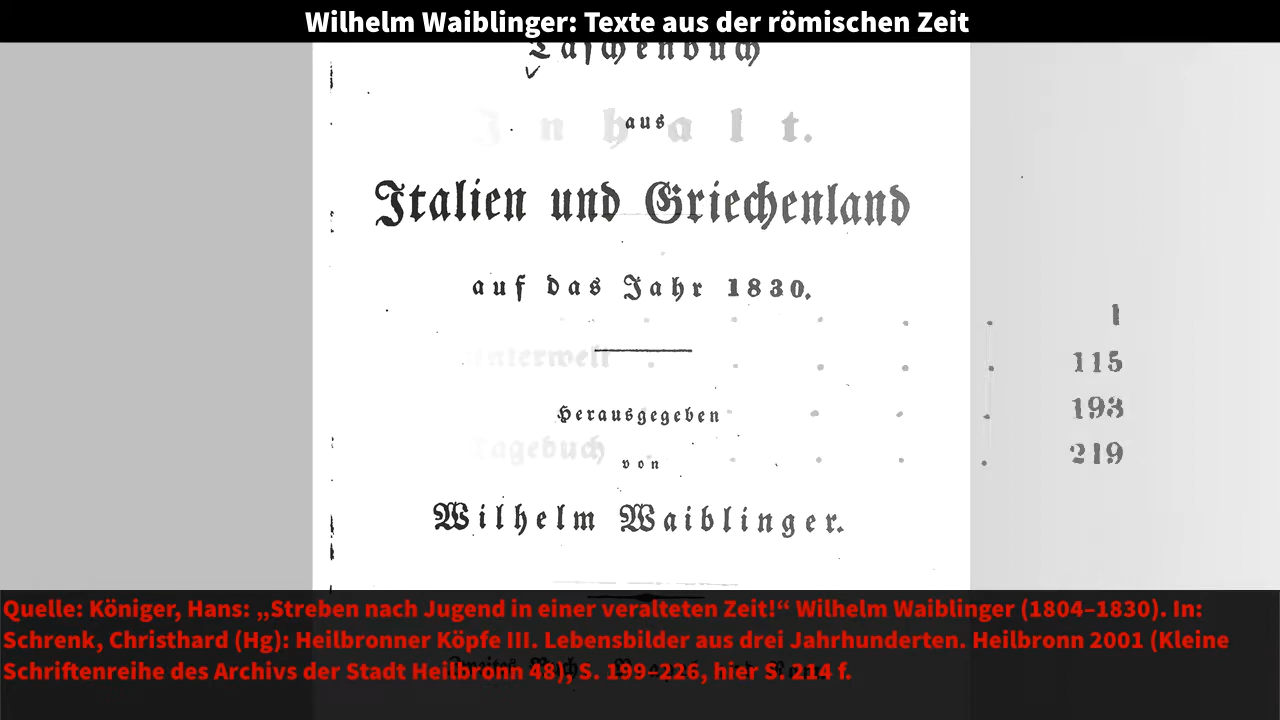 Wilhelm Waiblinger: Texte aus der römischen Zeit
Taschenbuch
Inhalt.
aus
Italien und Griechenland
auf das Jahr 1830.
1
115
Herausgegeben
193
Tagebuch
219
von
Wilhelm Waiblinger.
Quelle: Königer, Hans: „Streben nach Jugend in einer veralteten Zeit!“ Wilhelm Waiblinger (1804–1830). In:
Schrenk, Christhard (Hg): Heilbronner Köpfe III. Lebensbilder aus drei Jahrhunderten. Heilbronn 2001 (Kleine
Schriftenreihe des Archivs der Stadt Heilbronn 48), S. 199–226, hier S. 214 f.